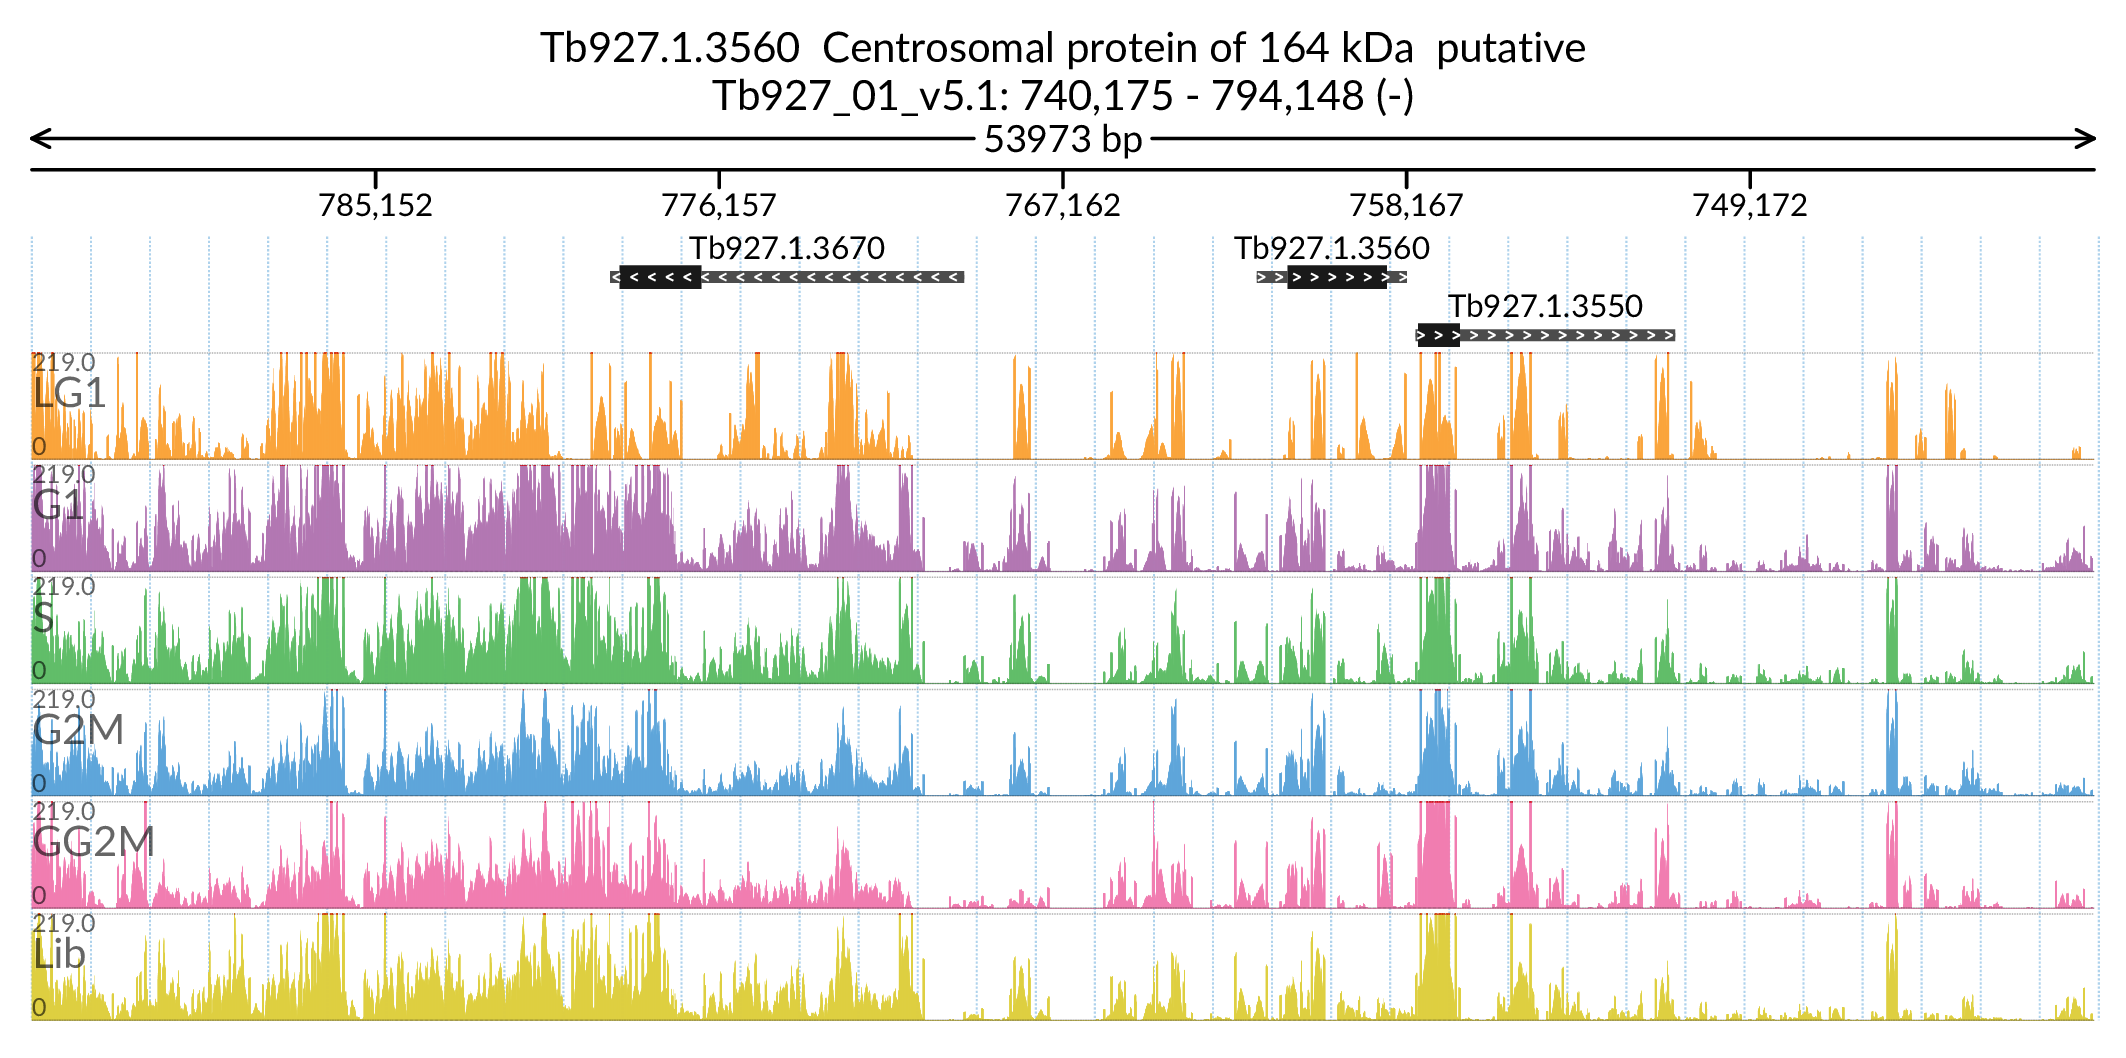 Tb927.1.3560 Centrosomal protein of 164 kDa putative
Tb927_01_v5.1: 740,175 - 794,148 (-)
53973 bp
785,152 776,157 767,162 758,167 749,172
Tb927.1.3670 Tb927.1.3560
Tb927.1.3550
219.0
LG1
0
219.0
G1
0
219.0
S
0
219.0
G2M
0
219.0
GG2M
0
219.0
Lib
0